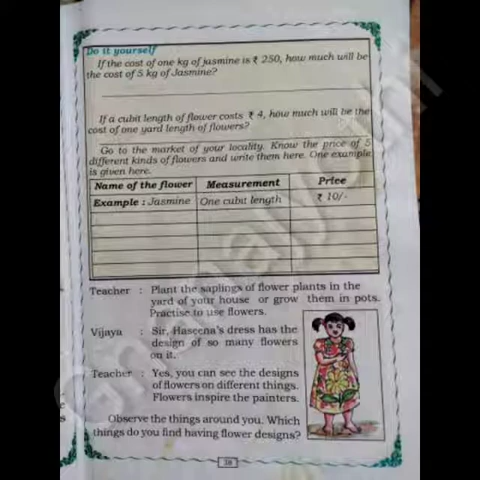 Do it yourself
If the cost of one kg of jasmine is ₹ 250, how much will be
the cost of 5 kg of Jasmine?
If a cubit length of flower costs ₹ 4, how much will be the
cost of one yard length of flowers?
Go to the market of your locality. Know the price of 5
different kinds of flowers and write them here. One example
is given here.
Name of the flower Measurement Price
Example : Jasmine One cubit length ₹ 10/-
Teacher : Plant the saplings of flower plants in the
yard of your house or grow them in pots.
Practise to use flowers.
Vijaya : Sir, Haseena's dress has the
design of so many flowers
on it.
Teacher : Yes, you can see the designs
of flowers on different things.
Flowers inspire the painters.
Observe the things around you. Which
things do you find having flower designs?